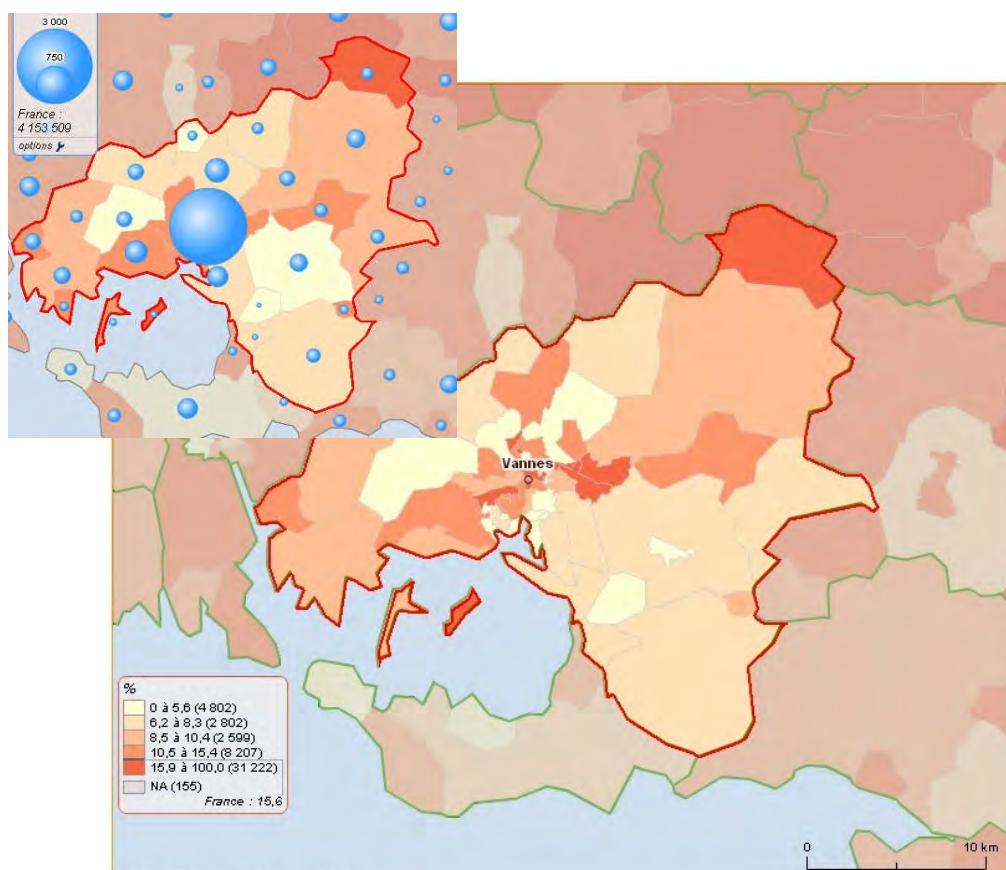 3 000
750
France :
4 153 509
options
Vannes
%
0 à 5,6 (4 802)
6,2 à 8,3 (2 802)
8,5 à 10,4 (2 599)
10,5 à 15,4 (8 207)
15,9 à 100,0 (31 222)
NA (155)
France : 15,6
0 10 km